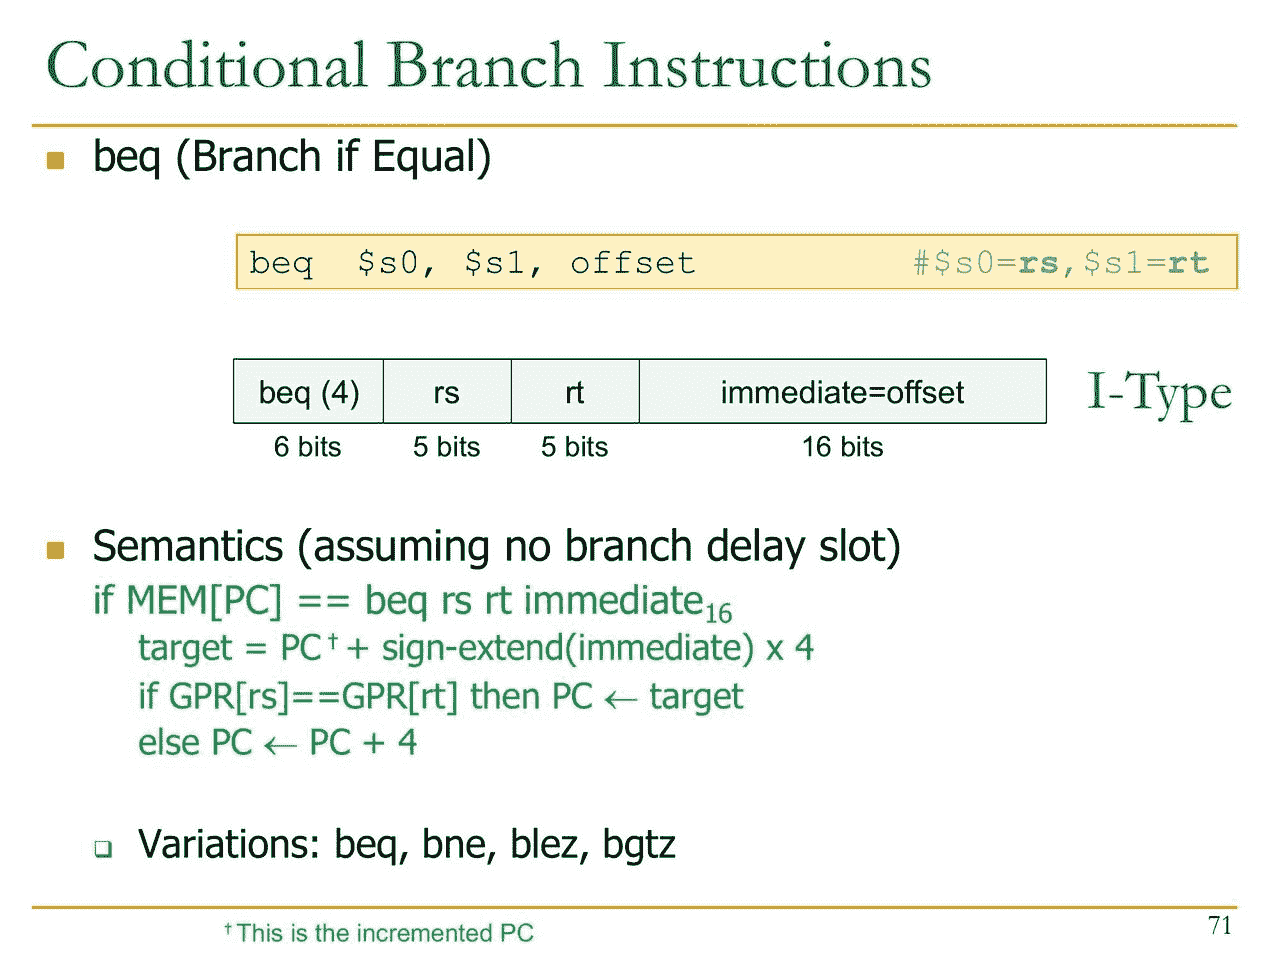 Conditional Branch Instructions
beq (Branch if Equal)
beq $s0, $s1, offset #$s0=rs,$s1=rt
beq (4) rs rt immediate=offset I-Type
6 bits 5 bits 5 bits 16 bits
Semantics (assuming no branch delay slot)
if MEM[PC] == beq rs rt immediate₁₆
target = PC† + sign-extend(immediate) x 4
if GPR[rs]==GPR[rt] then PC ← target
else PC ← PC + 4
Variations: beq, bne, blez, bgtz
† This is the incremented PC
71